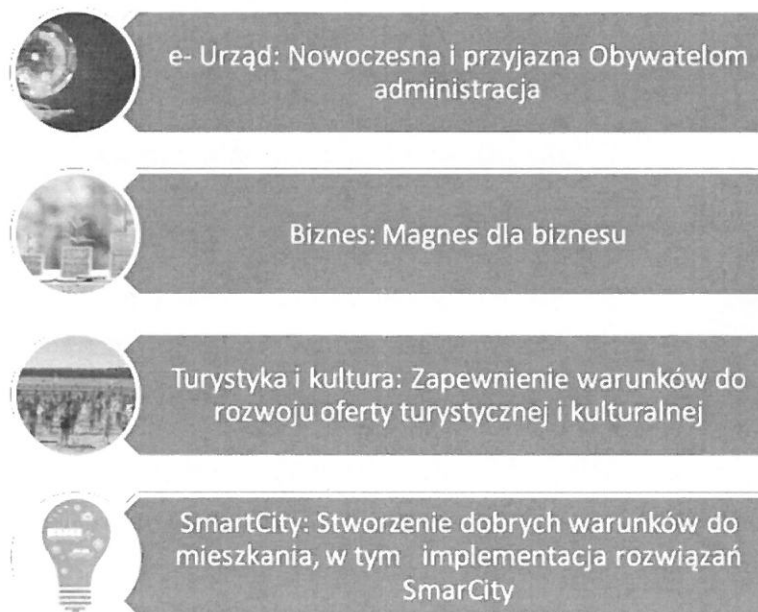 e- Urząd: Nowoczesna i przyjazna Obywatelom
administracja
Biznes: Magnes dla biznesu
Turystyka i kultura: Zapewnienie warunków do
rozwoju oferty turystycznej i kulturalnej
SmartCity: Stworzenie dobrych warunków do
mieszkania, w tym implementacja rozwiązań
SmarCity